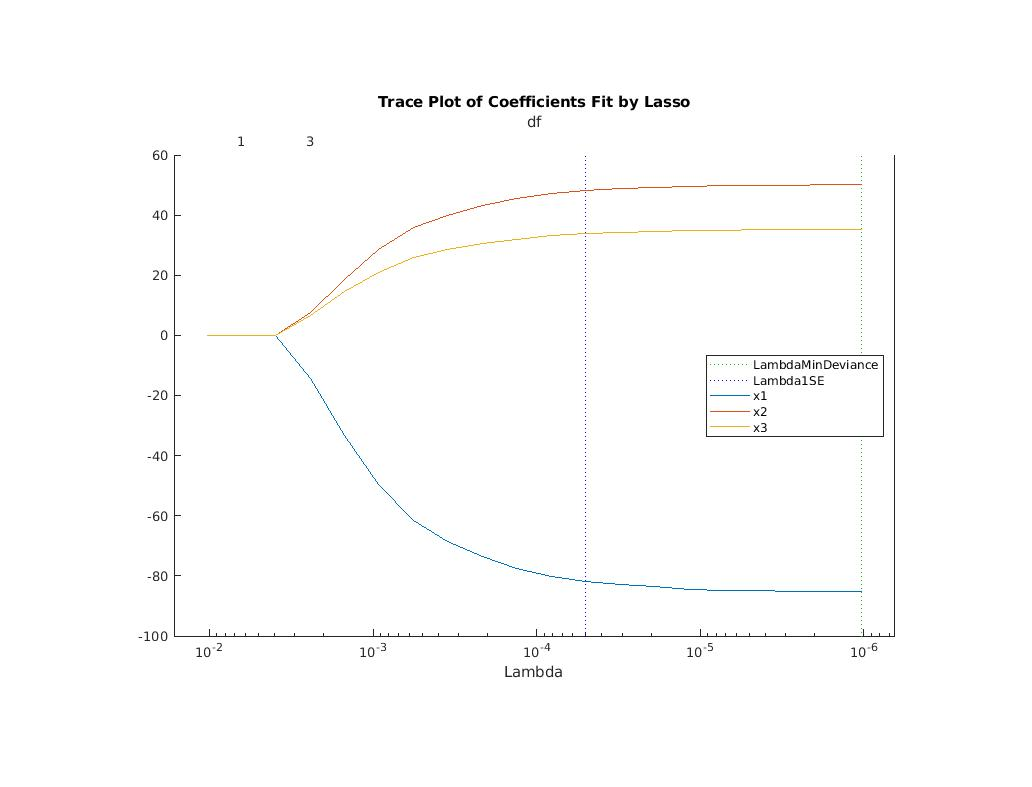 Trace Plot of Coefficients Fit by Lasso
df
1 3
60
40
20
0
-20
-40
-60
-80
-100
LambdaMinDeviance
Lambda1SE
x1
x2
x3
10-2 10-3 10-4 10-5 10-6
Lambda